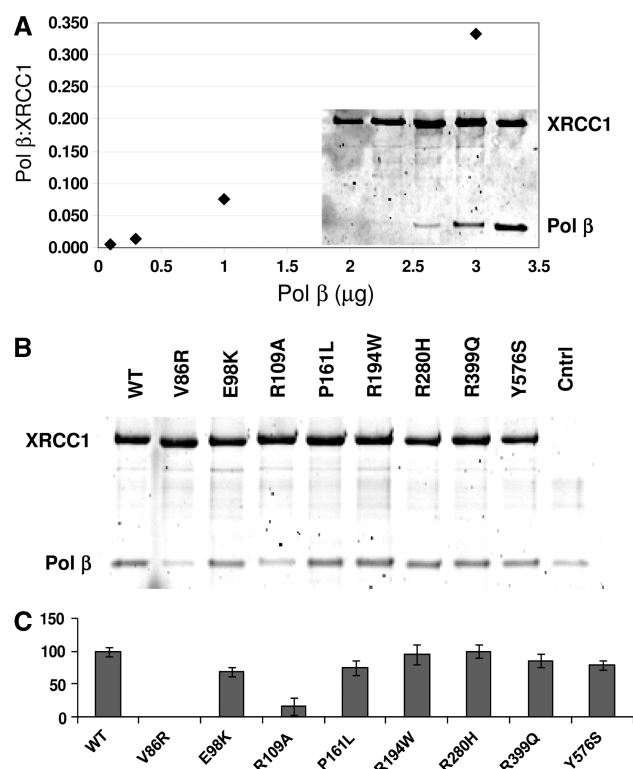 A
0.350
0.300
0.250
0.200
0.150
0.100
0.050
0.000
Pol β:XRCC1
0 0.5 1 1.5 2 2.5 3 3.5
Pol β (μg)
XRCC1
Pol β
B
WT V86R E98K R109A P161L R194W R280H R399Q Y576S Cntrl
XRCC1
Pol β
C
150
100
50
0
WT V86R E98K R109A P161L R194W R280H R399Q Y576S